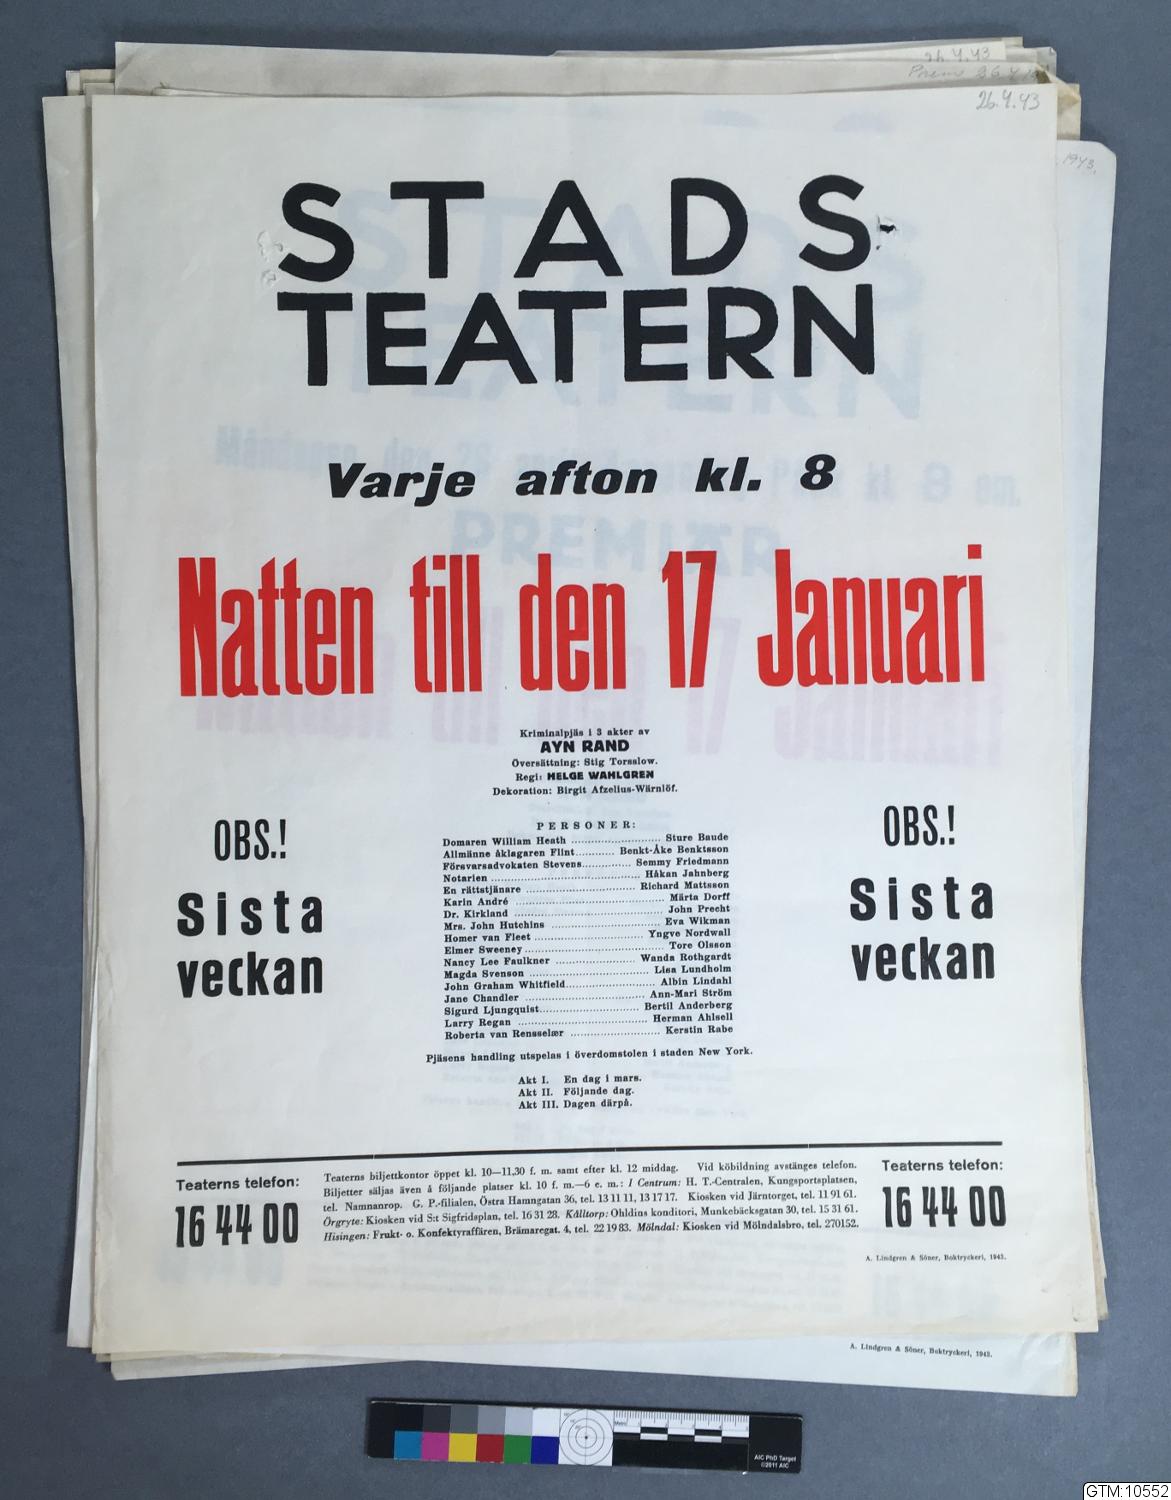 26.4.43
Prem 26.4
26.4.43
1943.
STADS
TEATERN
Varje afton kl. 8
Natten till den 17 Januari
Kriminalpjäs i 3 akter av
AYN RAND
Översättning: Stig Torsslow.
Regi: HELGE WAHLGREN
Dekoration: Birgit Afzelius-Wärnlöf.
OBS.!
Sista
veckan
PERSONER:
Domaren William Heath ........ Sture Baude
Allmänne åklagaren Flint ........ Benkt-Åke Benktsson
Försvarsadvokaten Stevens ........ Semmy Friedmann
Notarien ........ Håkan Jahnberg
En rättstjänare ........ Richard Mattsson
Karin André ........ Märta Dorff
Dr. Kirkland ........ John Precht
Mrs. John Hutchins ........ Eva Wikman
Homer van Fleet ........ Yngve Nordwall
Elmer Sweeney ........ Tore Olsson
Nancy Lee Faulkner ........ Wanda Rothgardt
Magda Svenson ........ Lisa Lundholm
John Graham Whitfield ........ Albin Lindahl
Jane Chandler ........ Ann-Mari Ström
Sigurd Ljungquist ........ Bertil Anderberg
Larry Regan ........ Herman Ahlsell
Roberta van Rensselær ........ Kerstin Rabe
OBS.!
Sista
veckan
Pjäsens handling utspelas i överdomstolen i staden New York.
Akt I. En dag i mars.
Akt II. Följande dag.
Akt III. Dagen därpå.
Teaterns telefon:
16 44 00
Teaterns biljettkontor öppet kl. 10—11,30 f. m. samt efter kl. 12 middag. Vid köbildning avstänges telefon.
Biljetter säljas även å följande platser kl. 10 f. m.—6 e. m.: I Centrum: H. T.-Centralen, Kungsportsplatsen,
tel. Namnanrop. G. P.-filialen, Östra Hamngatan 36, tel. 13 11 11, 13 17 17. Kiosken vid Järntorget, tel. 11 91 61.
Örgryte: Kiosken vid S:t Sigfridsplan, tel. 16 31 28. Kålltorp: Ohldins konditori, Munkebäcksgatan 30, tel. 15 31 61.
Hisingen: Frukt- o. Konfektyraffären, Brämaregat. 4, tel. 22 19 83. Mölndal: Kiosken vid Mölndalsbro, tel. 270152.
Teaterns telefon:
16 44 00
A. Lindgren & Söner, Boktryckeri, 1943.
A. Lindgren & Söner, Boktryckeri, 1943.
AIC PhD Target
©2011 AIC
GTM:10552